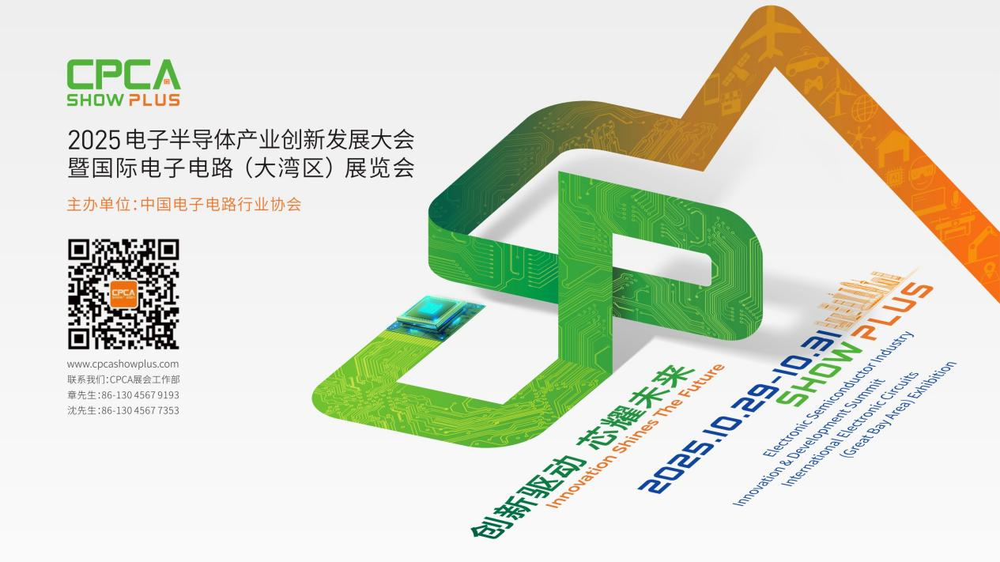 CPCA
SHOW PLUS
2025电子半导体产业创新发展大会
暨国际电子电路（大湾区）展览会
主办单位：中国电子电路行业协会
CPCA
www.cpcashowplus.com
联系我们：CPCA展会工作部
章先生：86-130 4567 9193
沈先生：86-130 4567 7353
创新驱动 芯耀未来
Innovation Shines The Future
2025.10.29-10.31
SHOW PLUS
Electronic Semiconductor Industry
Innovation & Development Summit
International Electronic Circuits
(Great Bay Area) Exhibition